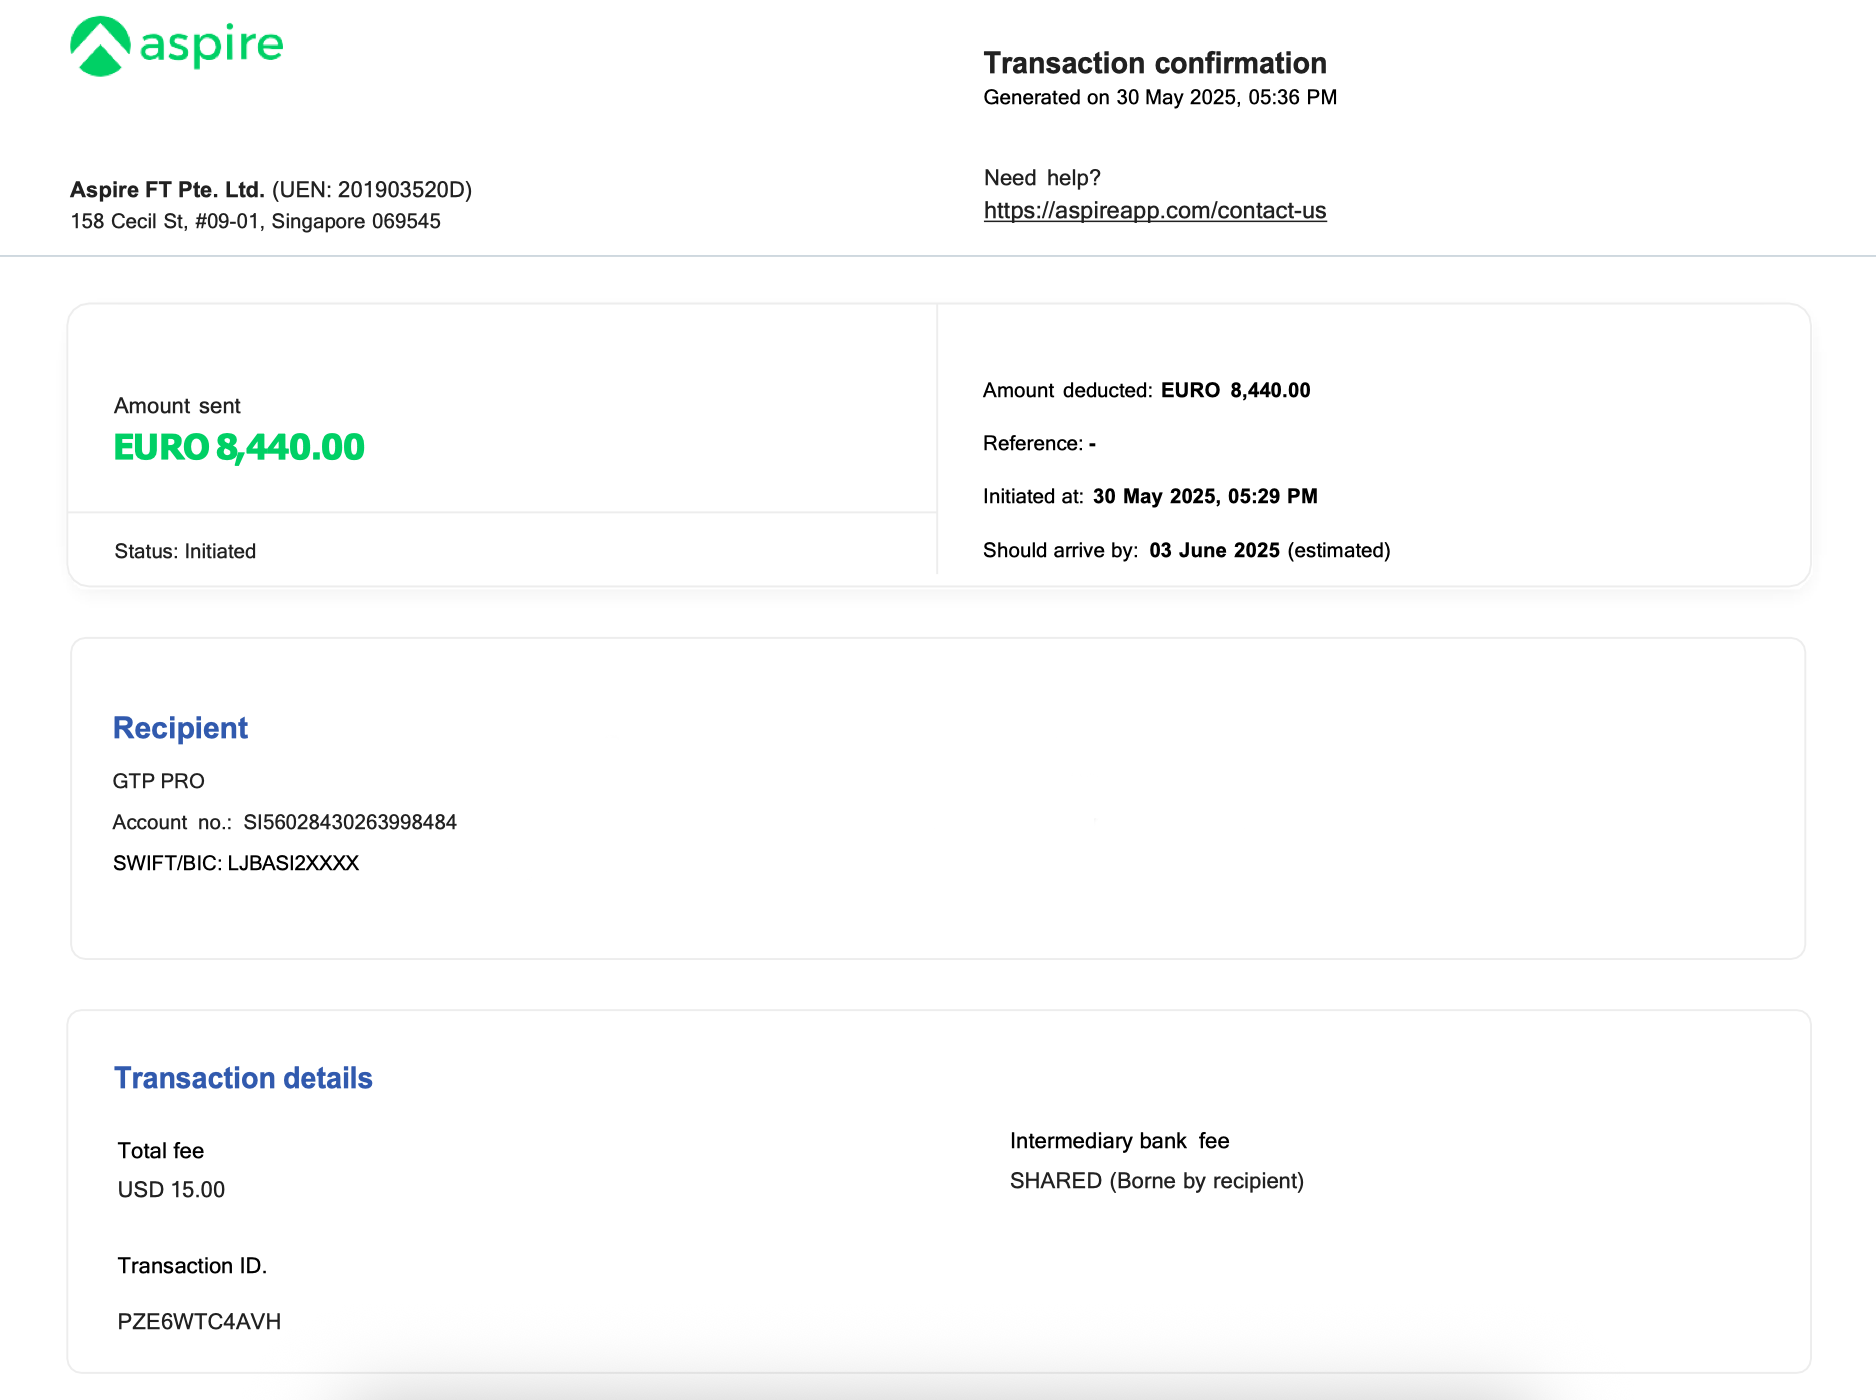 aspire
Transaction confirmation
Generated on 30 May 2025, 05:36 PM
Need help?
https://aspireapp.com/contact-us
Aspire FT Pte. Ltd. (UEN: 201903520D)
158 Cecil St, #09-01, Singapore 069545
Amount sent
EURO 8,440.00
Status: Initiated
Amount deducted: EURO 8,440.00
Reference: -
Initiated at: 30 May 2025, 05:29 PM
Should arrive by: 03 June 2025 (estimated)
Recipient
GTP PRO
Account no.: SI56028430263998484
SWIFT/BIC: LJBASI2XXXX
Transaction details
Total fee
USD 15.00
Intermediary bank fee
SHARED (Borne by recipient)
Transaction ID.
PZE6WTC4AVH